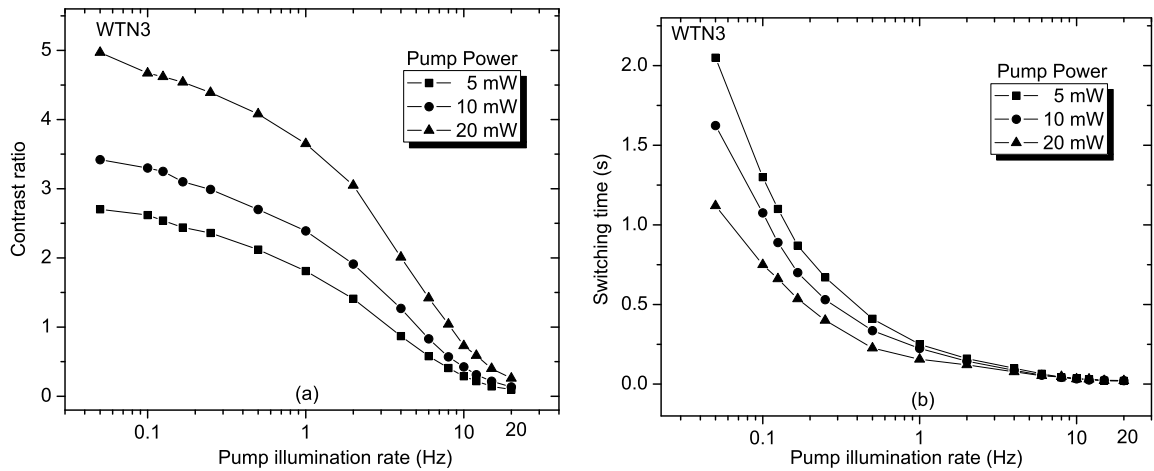 WTN3
Pump Power
5 mW
10 mW
20 mW
Contrast ratio
5
4
3
2
1
0
(a)
0.1
1
10
20
Pump illumination rate (Hz)
WTN3
Pump Power
5 mW
10 mW
20 mW
Switching time (s)
2.0
1.5
1.0
0.5
0.0
(b)
0.1
1
10
20
Pump illumination rate (Hz)